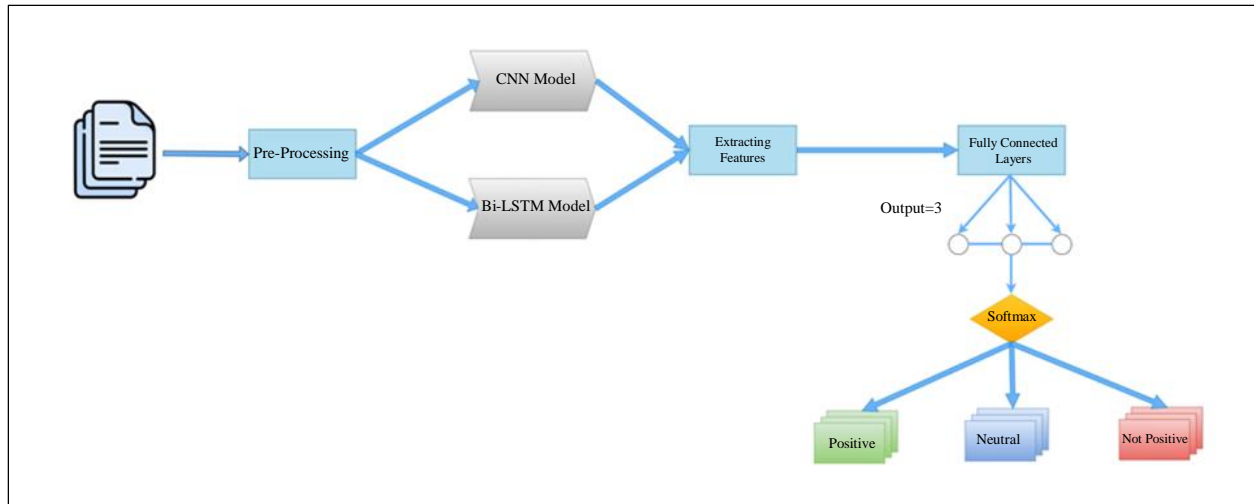 CNN Model
Pre-Processing
Bi-LSTM Model
Extracting
Features
Fully Connected
Layers
Output=3
Softmax
Positive
Neutral
Not Positive